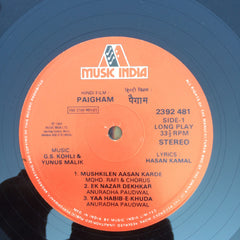 MUSIC INDIA
HINDI FILM हिन्दी फिल्म
PAIGHAM पैग़ाम
2392 481
SIDE-1
LONG PLAY
33⅓ RPM
STEREO
MUSIC
G.S. KOHLI &
YUNUS MALIK
LYRICS
HASAN KAMAL
1. MUSHKILEN AASAN KARDE
MOHD. RAFI & CHORUS
2. EK NAZAR DEKHKAR
ANURADHA PAUDWAL
3. YAA HABIB-E-KHUDA
ANURADHA PAUDWAL